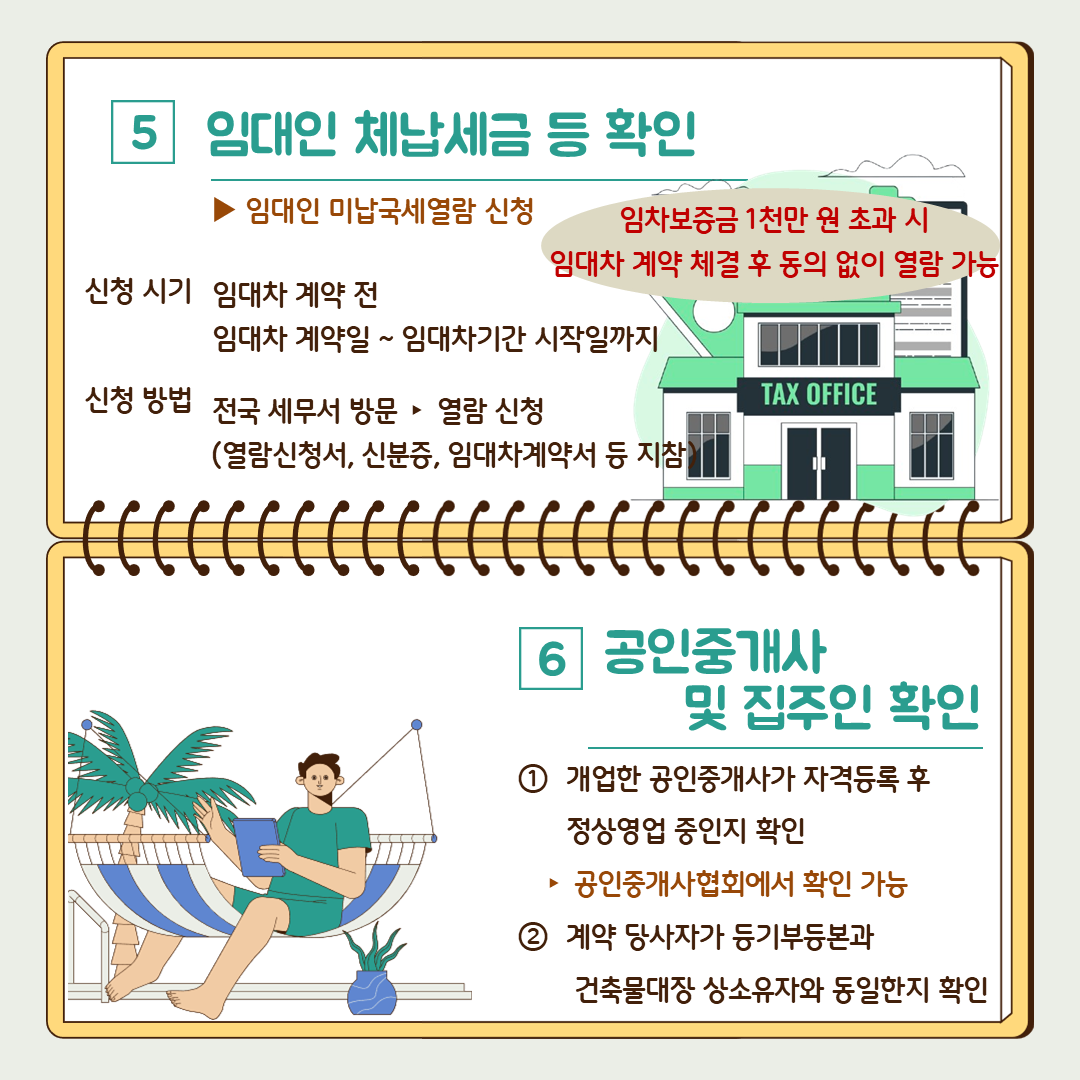 5 임대인 체납세금 등 확인
▶ 임대인 미납국세열람 신청
임차보증금 1천만 원 초과 시
임대차 계약 체결 후 동의 없이 열람 가능
신청 시기 임대차 계약 전
임대차 계약일 ~ 임대차기간 시작일까지
신청 방법 전국 세무서 방문 ▸ 열람 신청
(열람신청서, 신분증, 임대차계약서 등 지참)
TAX OFFICE
6 공인중개사
및 집주인 확인
① 개업한 공인중개사가 자격등록 후
정상영업 중인지 확인
▸ 공인중개사협회에서 확인 가능
② 계약 당사자가 등기부등본과
건축물대장 상소유자와 동일한지 확인